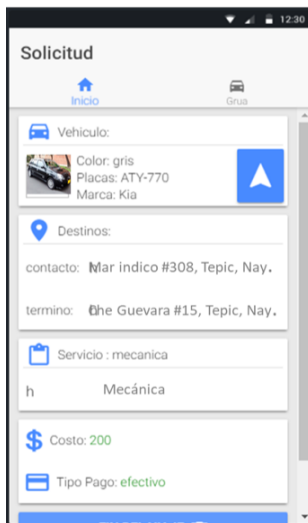 12:30
Solicitud
Inicio
Grua
Vehiculo:
Color: gris
Placas: ATY-770
Marca: Kia
Destinos:
contacto: Mar indico #308, Tepic, Nay.
termino: Che Guevara #15, Tepic, Nay.
Servicio : mecanica
h Mecánica
Costo: 200
Tipo Pago: efectivo